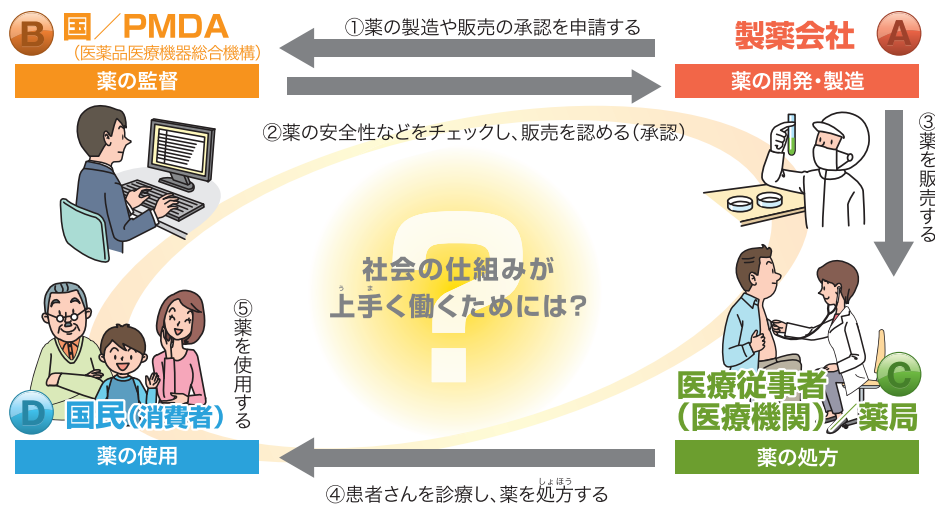 B 国／PMDA
（医薬品医療機器総合機構）
薬の監督
①薬の製造や販売の承認を申請する
製薬会社 A
薬の開発・製造
②薬の安全性などをチェックし、販売を認める（承認）
③薬を販売する
?
社会の仕組みが
上手く働くためには?
うま
⑤薬を使用する
D 国民（消費者）
薬の使用
医療従事者 C
（医療機関）／薬局
薬の処方
④患者さんを診療し、薬を処方する
しょほう